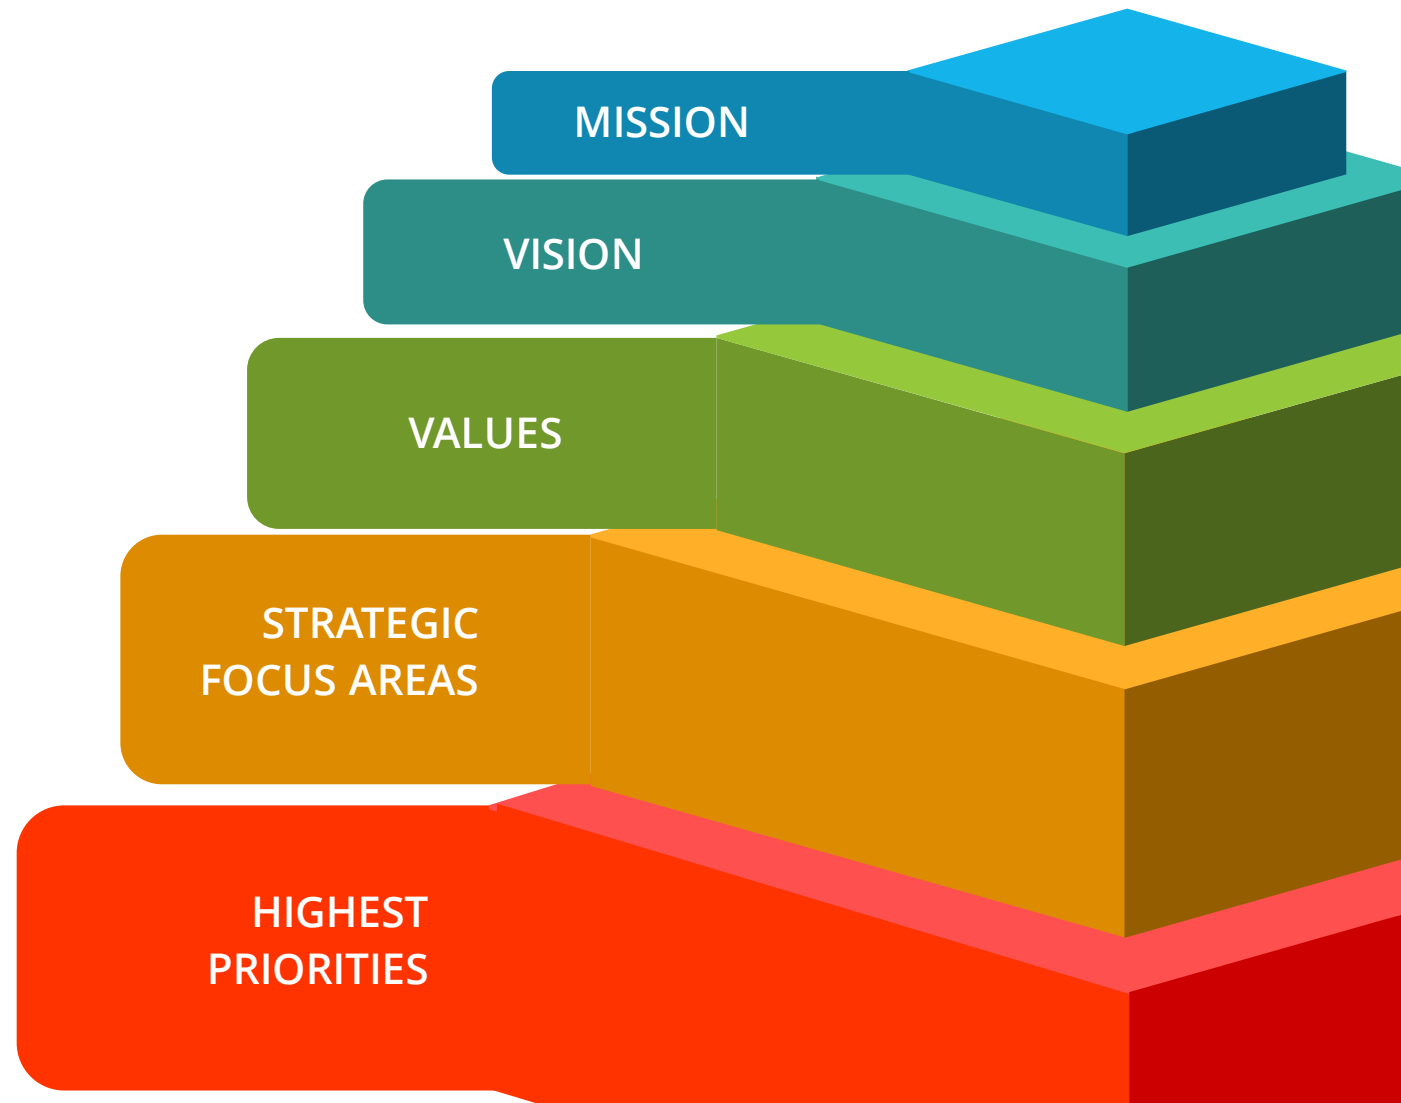 MISSION
VISION
VALUES
STRATEGIC
FOCUS AREAS
HIGHEST
PRIORITIES